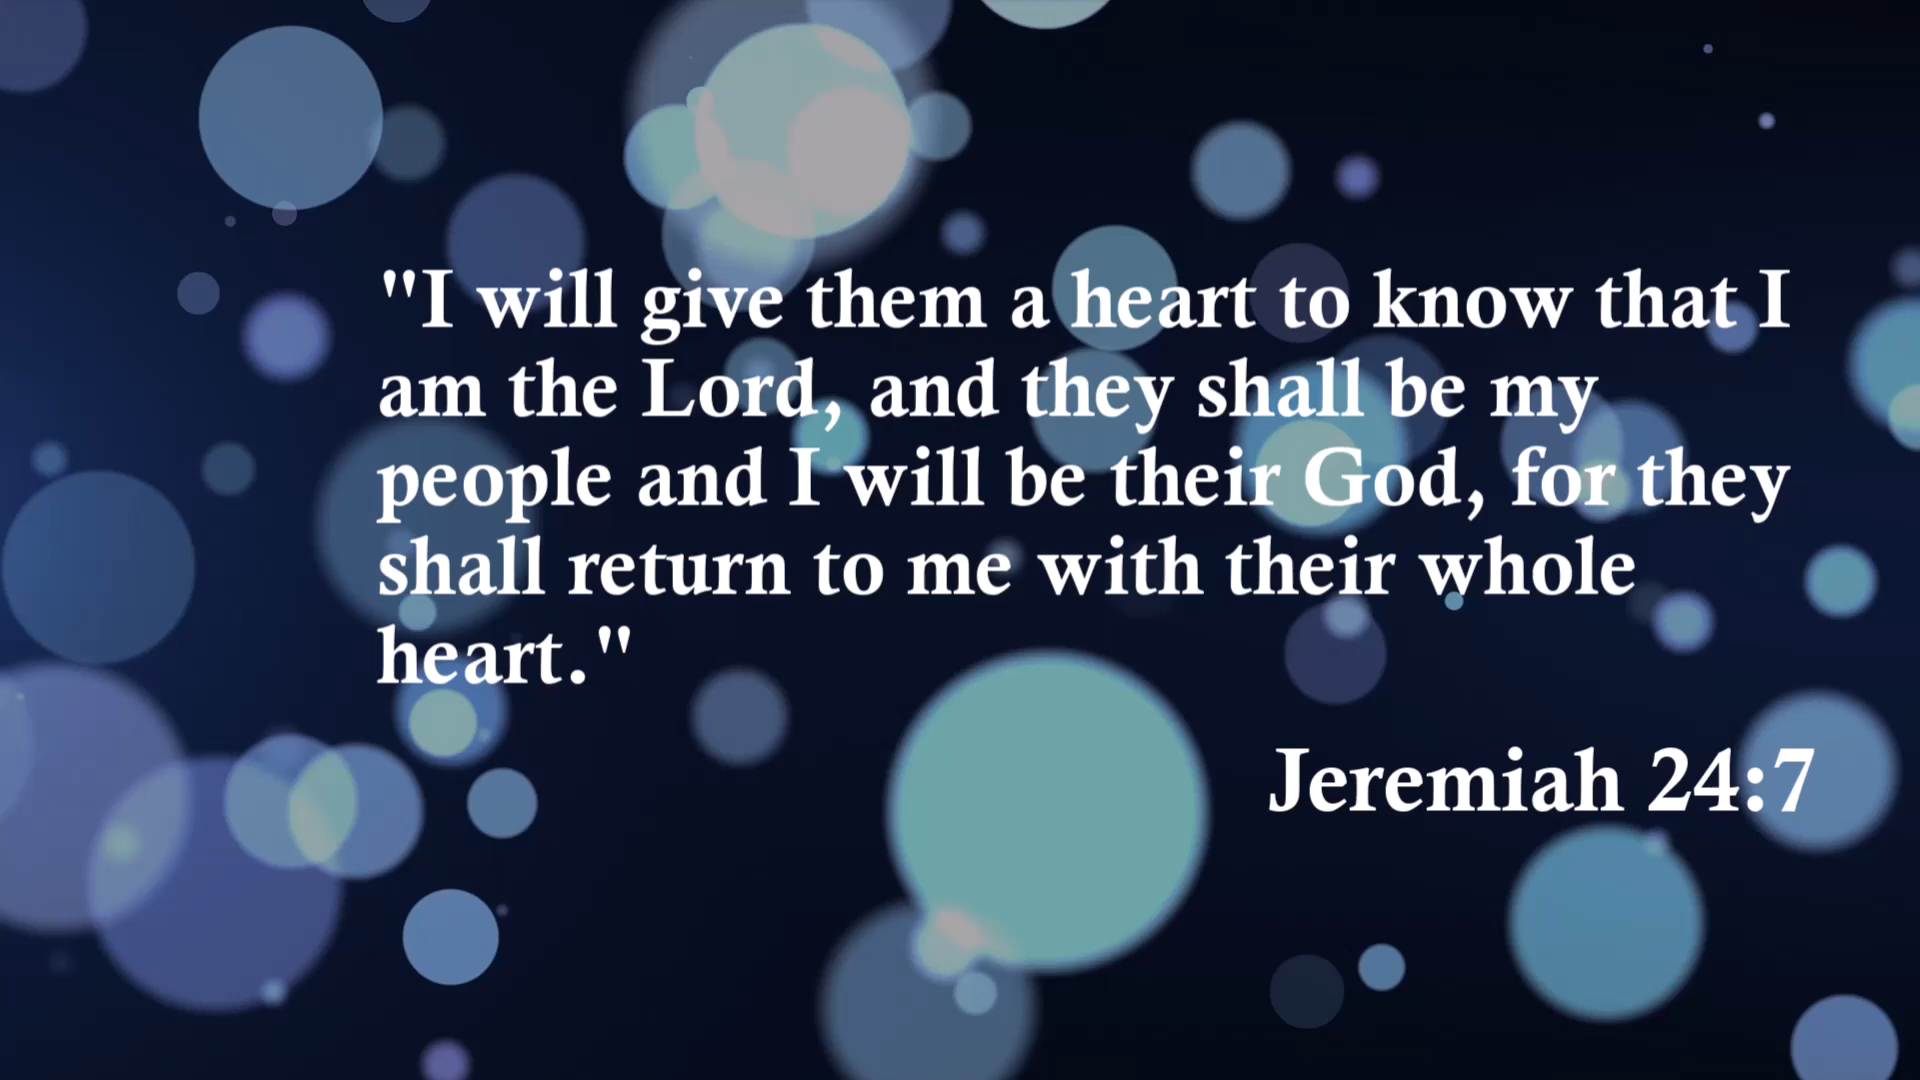 "I will give them a heart to know that I
am the Lord, and they shall be my
people and I will be their God, for they
shall return to me with their whole
heart."
Jeremiah 24:7